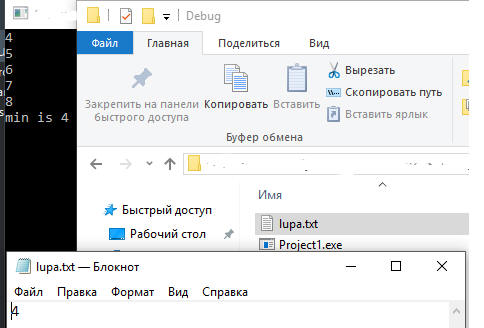 4
5
6
7
8
min is 4
Debug
Файл Главная Поделиться Вид
Закрепить на панели быстрого доступа
Копировать
Вставить
Вырезать
Скопировать путь
Вставить ярлык
Буфер обмена
Имя
Быстрый доступ
Рабочий стол
lupa.txt
Project1.exe
lupa.txt — Блокнот
Файл Правка Формат Вид Справка
4